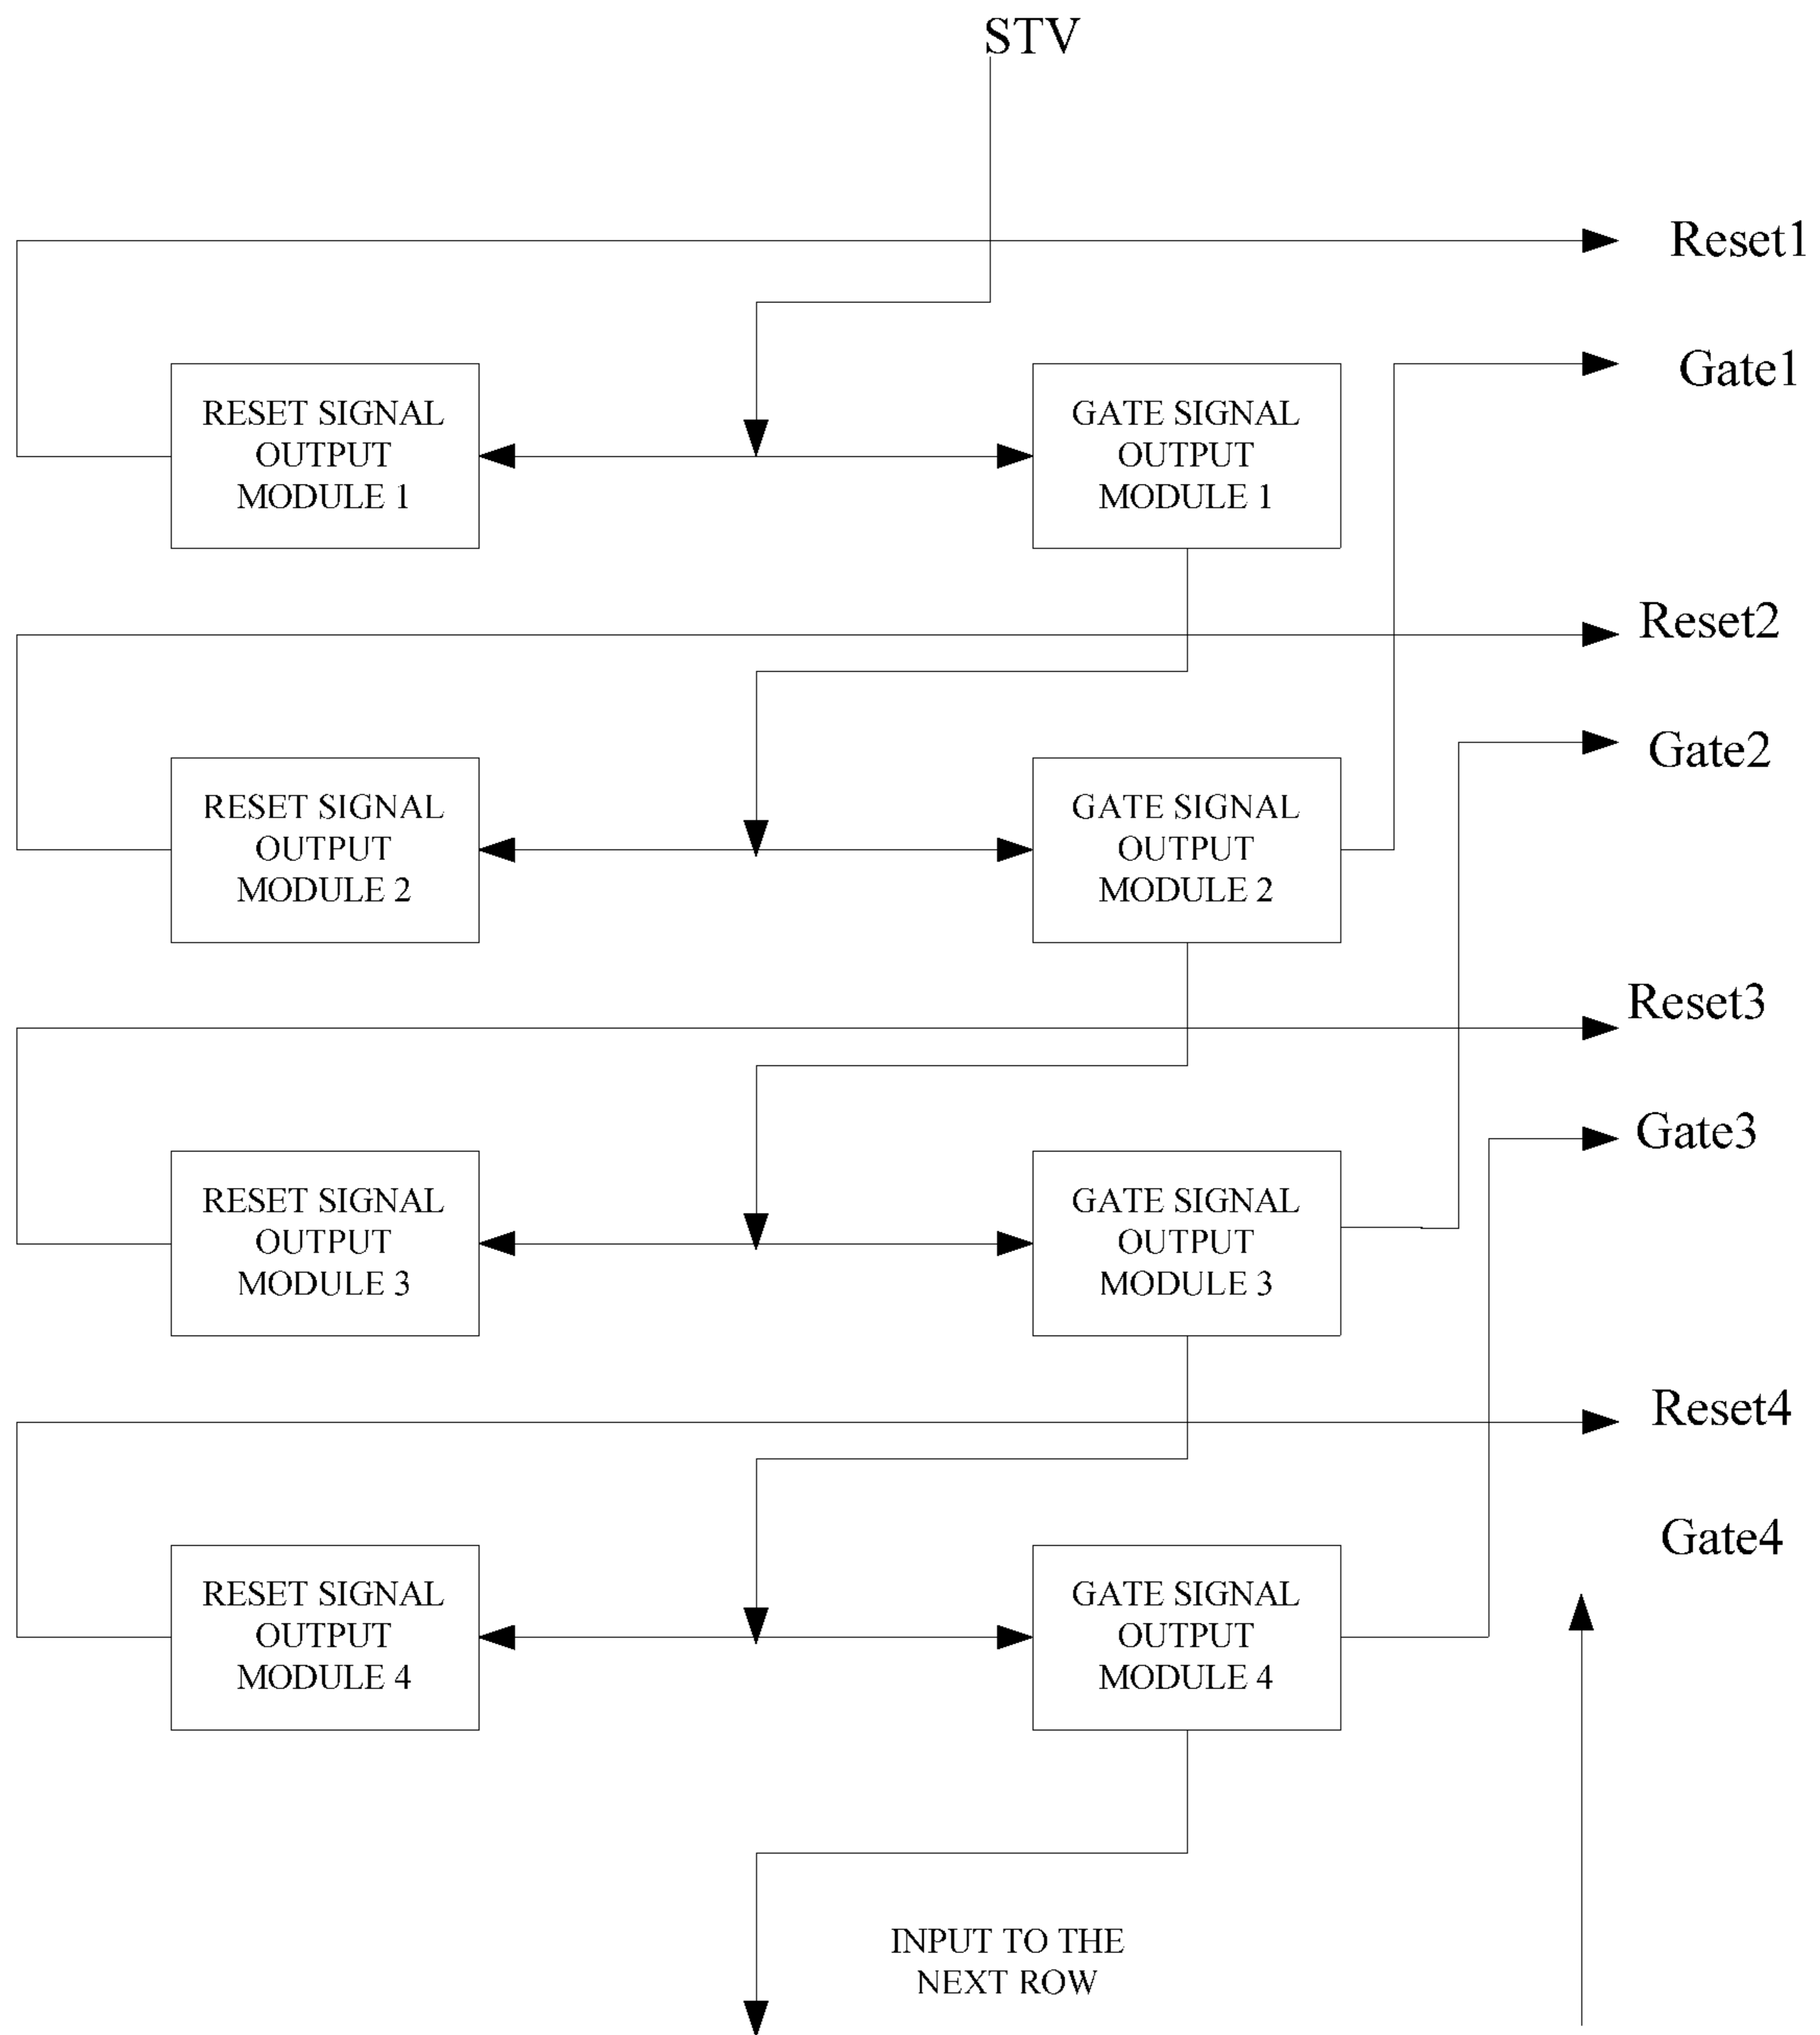 STV
Reset1
Gate1
RESET SIGNAL
OUTPUT
MODULE 1
GATE SIGNAL
OUTPUT
MODULE 1
Reset2
Gate2
RESET SIGNAL
OUTPUT
MODULE 2
GATE SIGNAL
OUTPUT
MODULE 2
Reset3
Gate3
RESET SIGNAL
OUTPUT
MODULE 3
GATE SIGNAL
OUTPUT
MODULE 3
Reset4
Gate4
RESET SIGNAL
OUTPUT
MODULE 4
GATE SIGNAL
OUTPUT
MODULE 4
INPUT TO THE
NEXT ROW